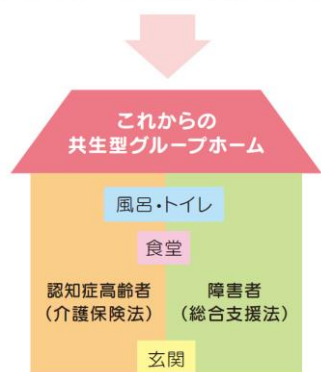 これからの
共生型グループホーム
風呂・トイレ
食堂
認知症高齢者
（介護保険法）
障害者
（総合支援法）
玄関